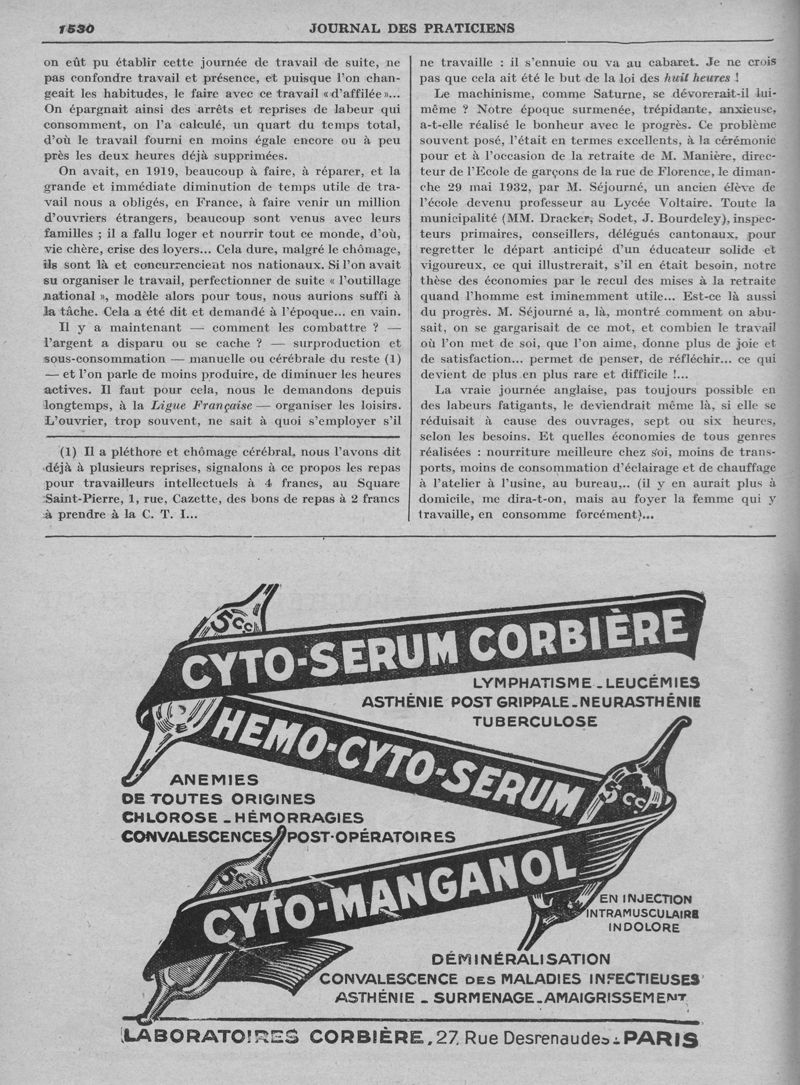 1530
JOURNAL DES PRATICIENS
on eût pu établir cette journée de travail de suite, ne
pas confondre travail et présence, et puisque l'on chan-
geait les habitudes, le faire avec ce travail «d'affilée»...
On épargnait ainsi des arrêts et reprises de labeur qui
consomment, on l'a calculé, un quart du temps total,
d'où le travail fourni en moins égale encore ou à peu
près les deux heures déjà supprimées.
On avait, en 1919, beaucoup à faire, à réparer, et la
grande et immédiate diminution de temps utile de tra-
vail nous a obligés, en France, à faire venir un million
d'ouvriers étrangers, beaucoup sont venus avec leurs
familles ; il a fallu loger et nourrir tout ce monde, d'où,
vie chère, crise des loyers... Cela dure, malgré le chômage,
ils sont là et concurrencient nos nationaux. Si l'on avait
su organiser le travail, perfectionner de suite « l'outillage
national », modèle alors pour tous, nous aurions suffi à
la tâche. Cela a été dit et demandé à l'époque... en vain.
Il y a maintenant — comment les combattre ? —
l'argent a disparu ou se cache ? — surproduction et
sous-consommation — manuelle ou cérébrale du reste (1)
— et l'on parle de moins produire, de diminuer les heures
actives. Il faut pour cela, nous le demandons depuis
longtemps, à la Ligue Française — organiser les loisirs.
L'ouvrier, trop souvent, ne sait à quoi s'employer s'il
(1) Il a pléthore et chômage cérébral, nous l'avons dit
déjà à plusieurs reprises, signalons à ce propos les repas
pour travailleurs intellectuels à 4 francs, au Square
Saint-Pierre, 1, rue, Cazette, des bons de repas à 2 francs
à prendre à la C. T. I...
ne travaille : il s'ennuie ou va au cabaret. Je ne crois
pas que cela ait été le but de la loi des huit heures !
Le machinisme, comme Saturne, se dévorerait-il lui-
même ? Notre époque surmenée, trépidante, anxieuse,
a-t-elle réalisé le bonheur avec le progrès. Ce problème
souvent posé, l'était en termes excellents, à la cérémonie
pour et à l'occasion de la retraite de M. Manière, direc-
teur de l'Ecole de garçons de la rue de Florence, le diman-
che 29 mai 1932, par M. Séjourné, un ancien élève de
l'école devenu professeur au Lycée Voltaire. Toute la
municipalité (MM. Dracker, Sodet, J. Bourdeley), inspec-
teurs primaires, conseillers, délégués cantonaux, pour
regretter le départ anticipé d'un éducateur solide et
vigoureux, ce qui illustrerait, s'il en était besoin, notre
thèse des économies par le recul des mises à la retraite
quand l'homme est iminemment utile... Est-ce là aussi
du progrès. M. Séjourné a, là, montré comment on abu-
sait, on se gargarisait de ce mot, et combien le travail
où l'on met de soi, que l'on aime, donne plus de joie et
de satisfaction... permet de penser, de réfléchir... ce qui
devient de plus en plus rare et difficile !...
La vraie journée anglaise, pas toujours possible en
des labeurs fatigants, le deviendrait même là, si elle se
réduisait à cause des ouvrages, sept ou six heures,
selon les besoins. Et quelles économies de tous genres
réalisées : nourriture meilleure chez soi, moins de trans-
ports, moins de consommation d'éclairage et de chauffage
à l'atelier à l'usine, au bureau,.. (il y en aurait plus à
domicile, me dira-t-on, mais au foyer la femme qui y
travaille, en consomme forcément)...
5cc
CYTO-SERUM CORBIÈRE
LYMPHATISME - LEUCÉMIES
ASTHÉNIE POST GRIPPALE - NEURASTHÉNIE
TUBERCULOSE
HEMO-CYTO-SERUM
5cc
ANEMIES
DE TOUTES ORIGINES
CHLOROSE - HÉMORRAGIES
CONVALESCENCES POST-OPÉRATOIRES
5cc
CYTO-MANGANOL
EN INJECTION
INTRAMUSCULAIRE
INDOLORE
DÉMINÉRALISATION
CONVALESCENCE DES MALADIES INFECTIEUSES
ASTHÉNIE - SURMENAGE - AMAIGRISSEMENT
LABORATOIRES CORBIÈRE, 27, Rue Desrenaudes - PARIS